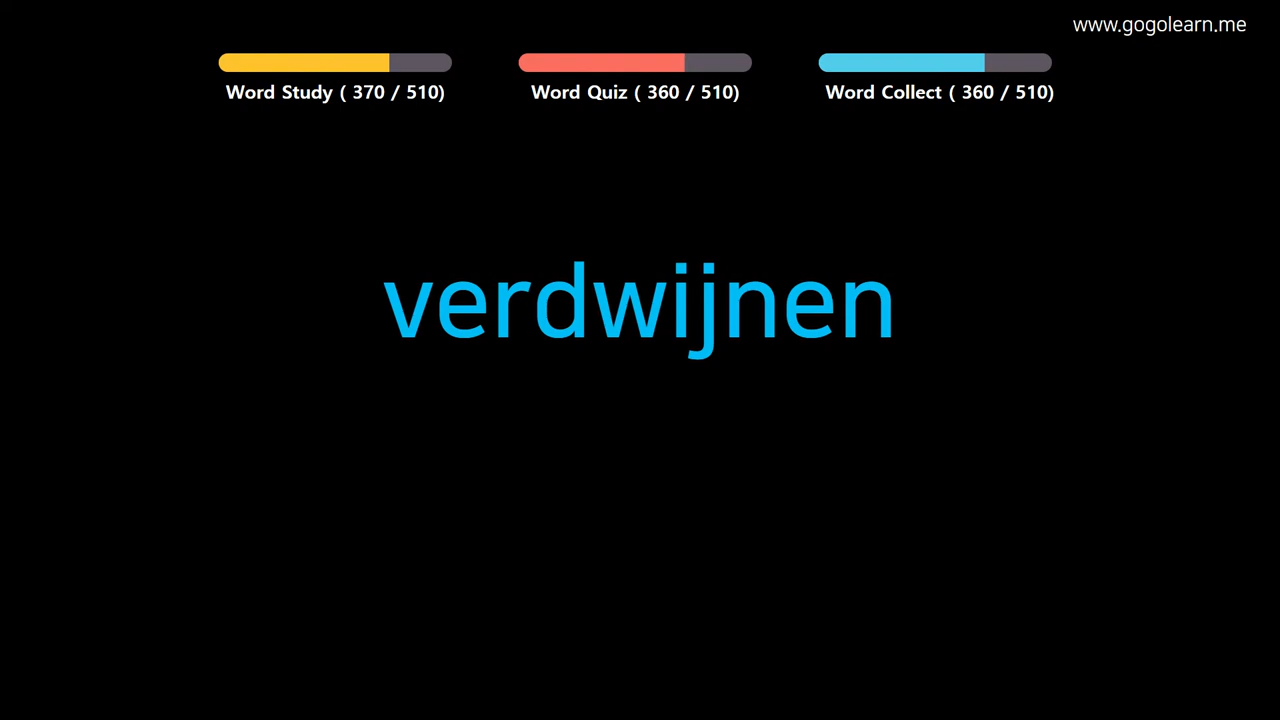 www.gogolearn.me
Word Study ( 370 / 510)
Word Quiz ( 360 / 510)
Word Collect ( 360 / 510)
verdwijnen